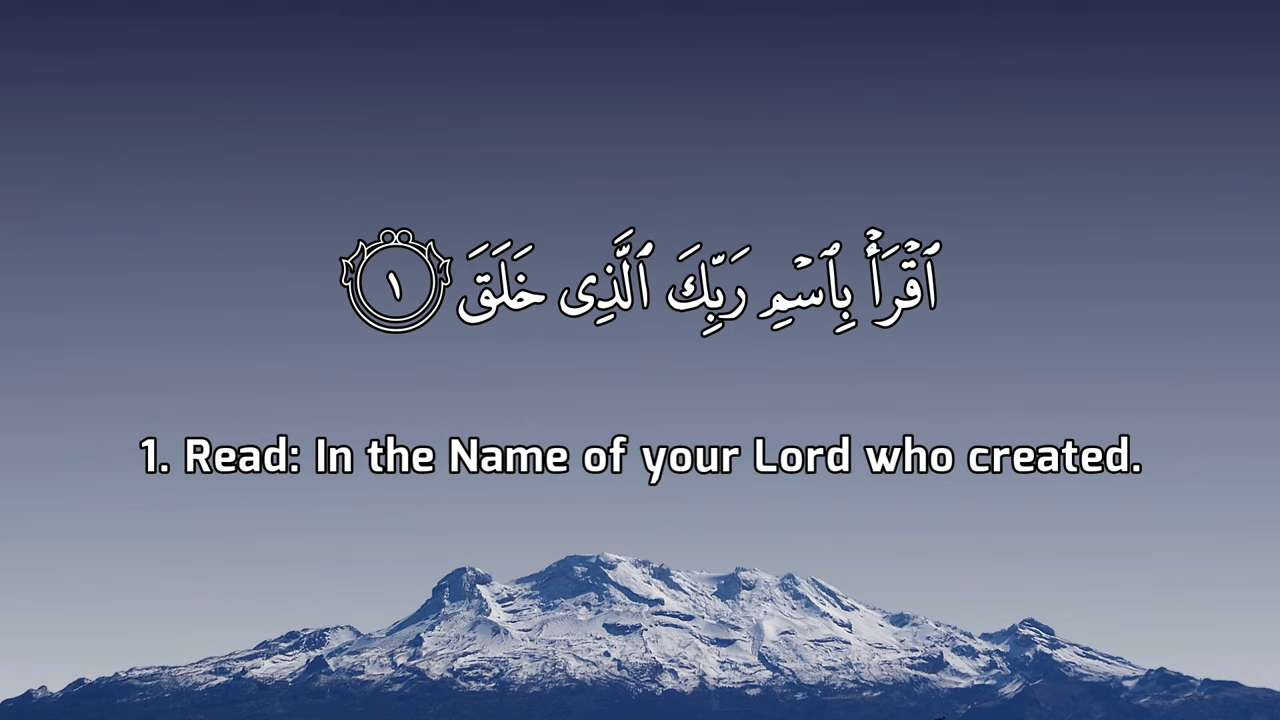 ٱقۡرَأۡ بِٱسۡمِ رَبِّكَ ٱلَّذِى خَلَقَ ١
1. Read: In the Name of your Lord who created.